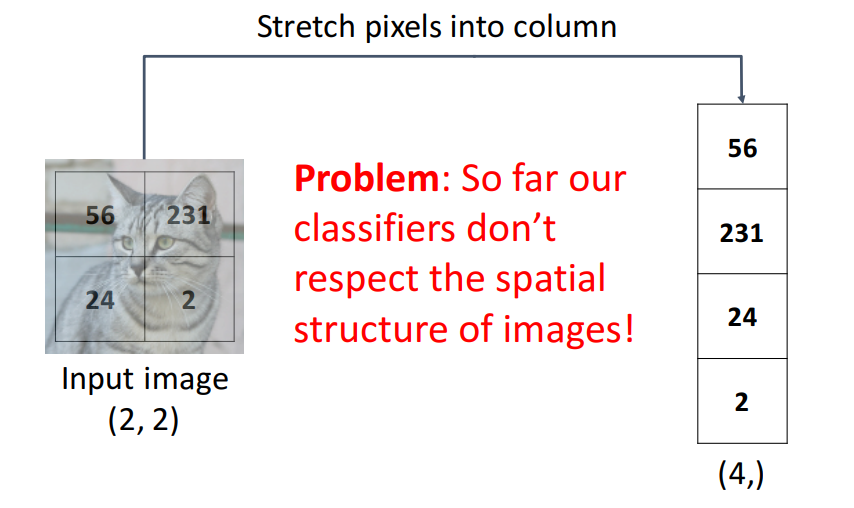 Stretch pixels into column
56 231
24 2
Input image
(2, 2)
Problem: So far our
classifiers don't
respect the spatial
structure of images!
56
231
24
2
(4,)